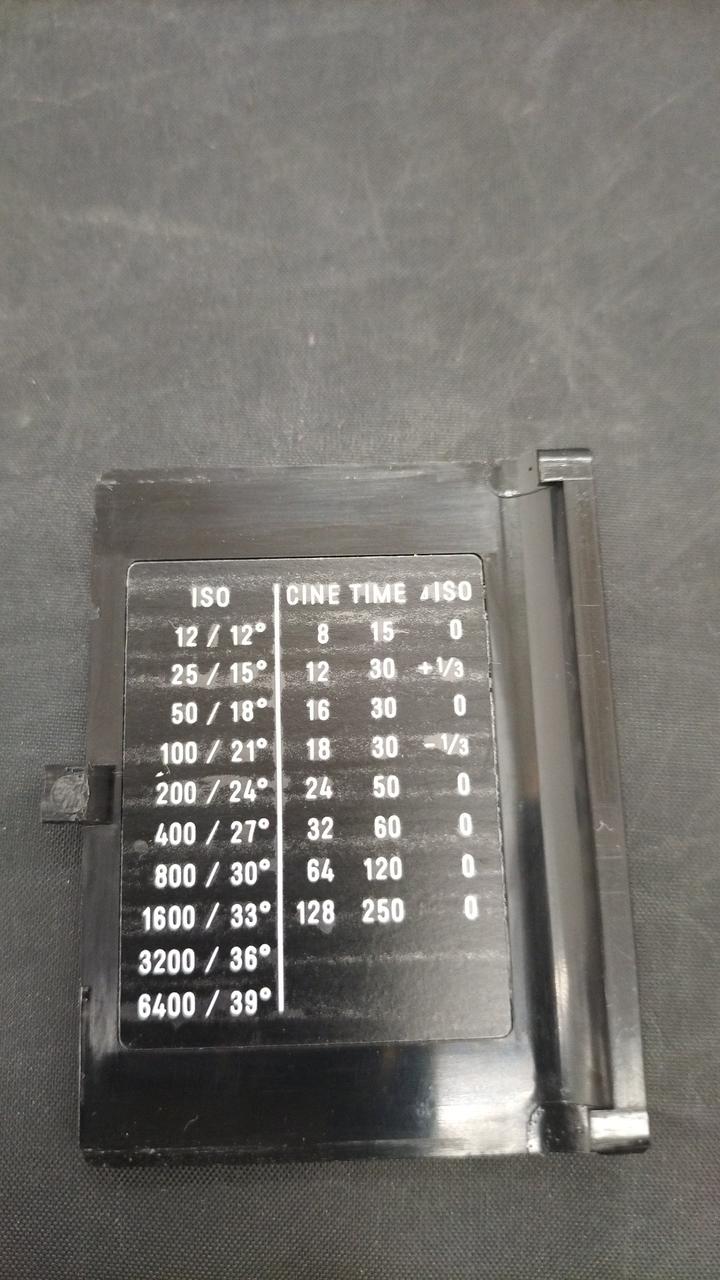 ISO CINE TIME ⊿ISO
12 / 12° 8 15 0
25 / 15° 12 30 +1/3
50 / 18° 16 30 0
100 / 21° 18 30 -1/3
200 / 24° 24 50 0
400 / 27° 32 60 0
800 / 30° 64 120 0
1600 / 33° 128 250 0
3200 / 36°
6400 / 39°